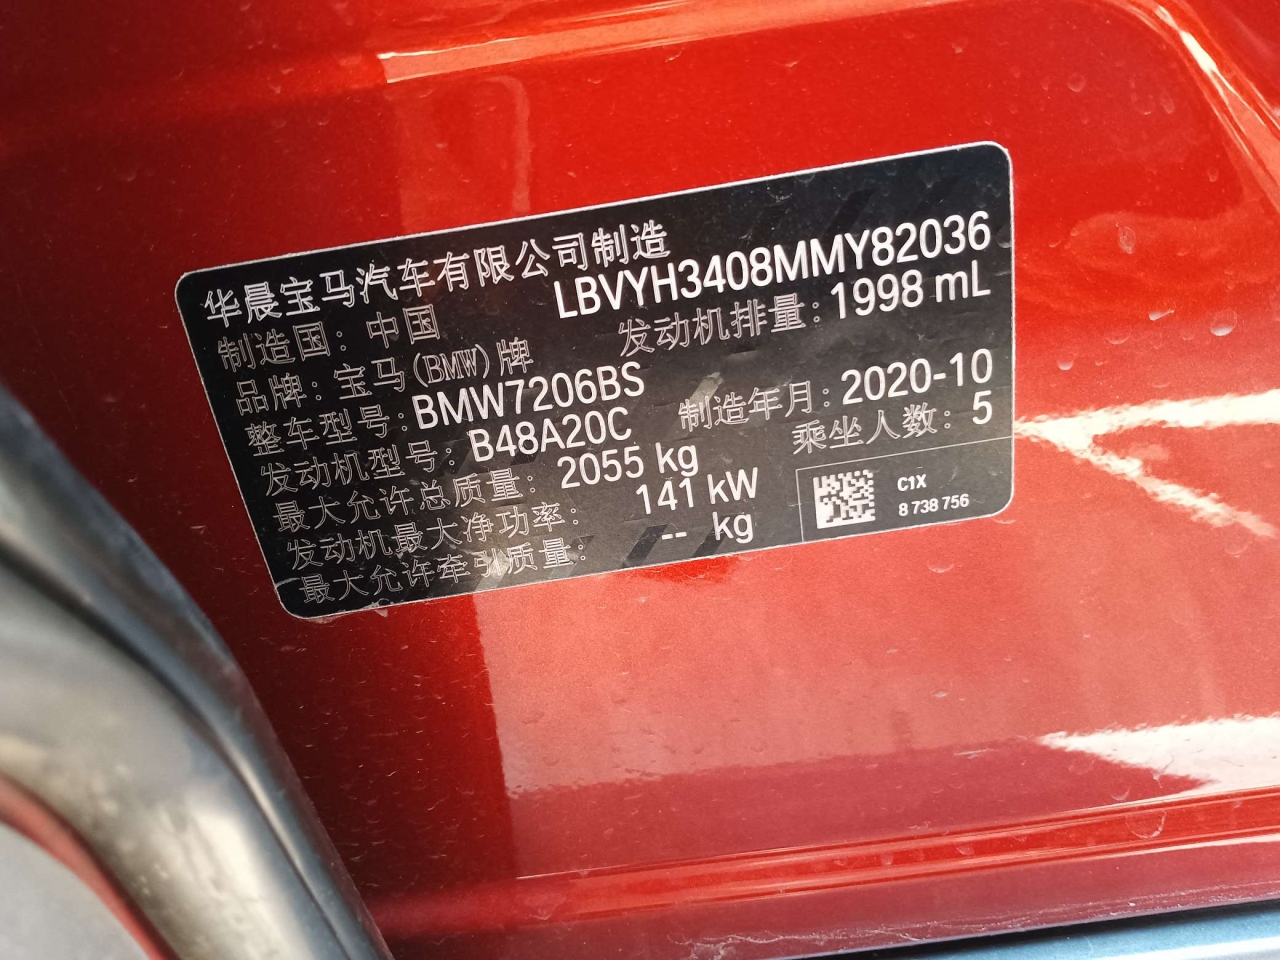 华晨宝马汽车有限公司制造
LBVYH3408MMY82036
制造国：中国
发动机排量：1998 mL
品牌：宝马(BMW)牌
整车型号：BMW7206BS
制造年月：2020-10
发动机型号：B48A20C
乘坐人数：5
最大允许总质量：2055 kg
发动机最大净功率：141 kW
最大允许牵引质量：-- kg
C1X
8 738 756